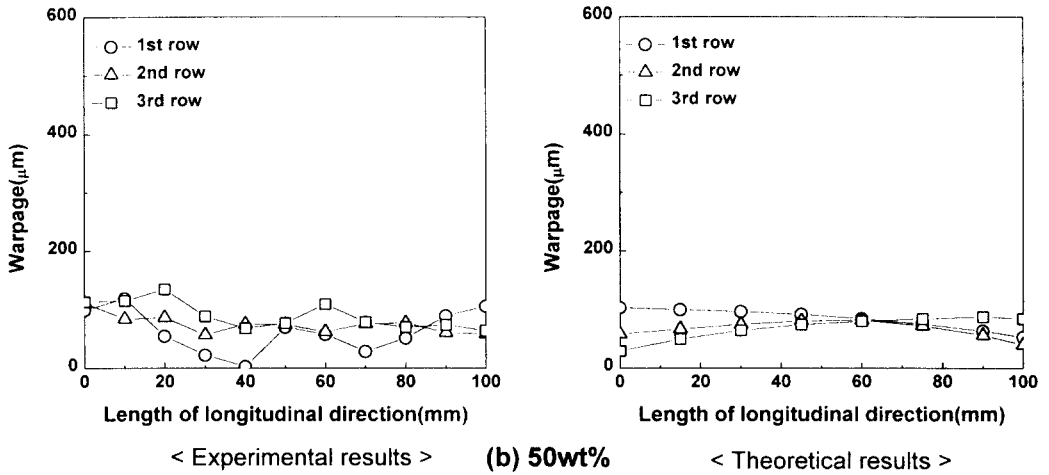 600
400
200
0
Warpage(μm)
1st row
2nd row
3rd row
0 20 40 60 80 100
Length of longitudinal direction(mm)
< Experimental results >
600
400
200
0
Warpage(μm)
1st row
2nd row
3rd row
0 20 40 60 80 100
Length of longitudinal direction(mm)
< Theoretical results >
(b) 50wt%